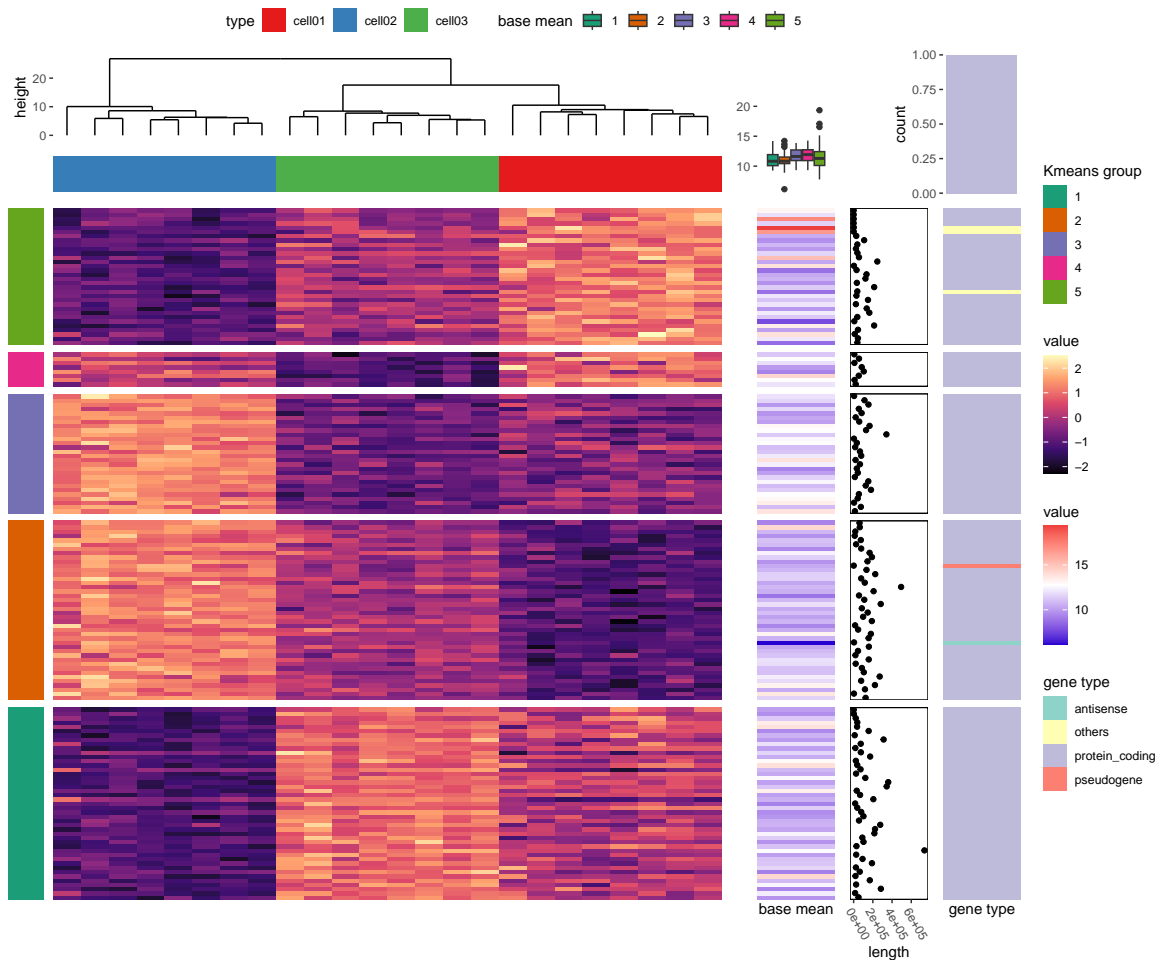 type cell01 cell02 cell03 base mean 1 2 3 4 5
height
20
10
0
20
15
10
count
1.00
0.75
0.50
0.25
0.00
Kmeans group
1
2
3
4
5
value
2
1
0
−1
−2
value
15
10
gene type
antisense
others
protein_coding
pseudogene
base mean
0e+00
2e+05
4e+05
6e+05
length
gene type